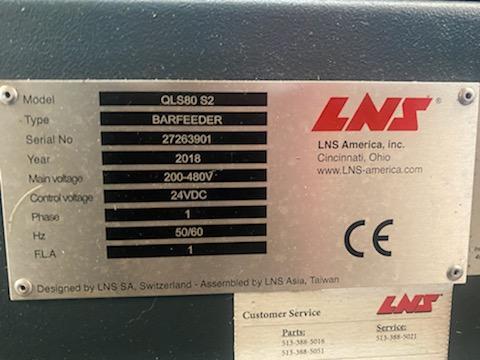 Model QLS80 S2
Type BARFEEDER
Serial No 27263901
Year 2018
Main voltage 200-480V
Control voltage 24VDC
Phase 1
Hz 50/60
F.L.A 1
LNS®
LNS America, inc.
Cincinnati, Ohio
www.LNS-america.com
CE
Designed by LNS SA, Switzerland - Assembled by LNS Asia, Taiwan
LNS
Customer Service
Parts: Service:
513-388-5016 513-388-5021
513-388-5051